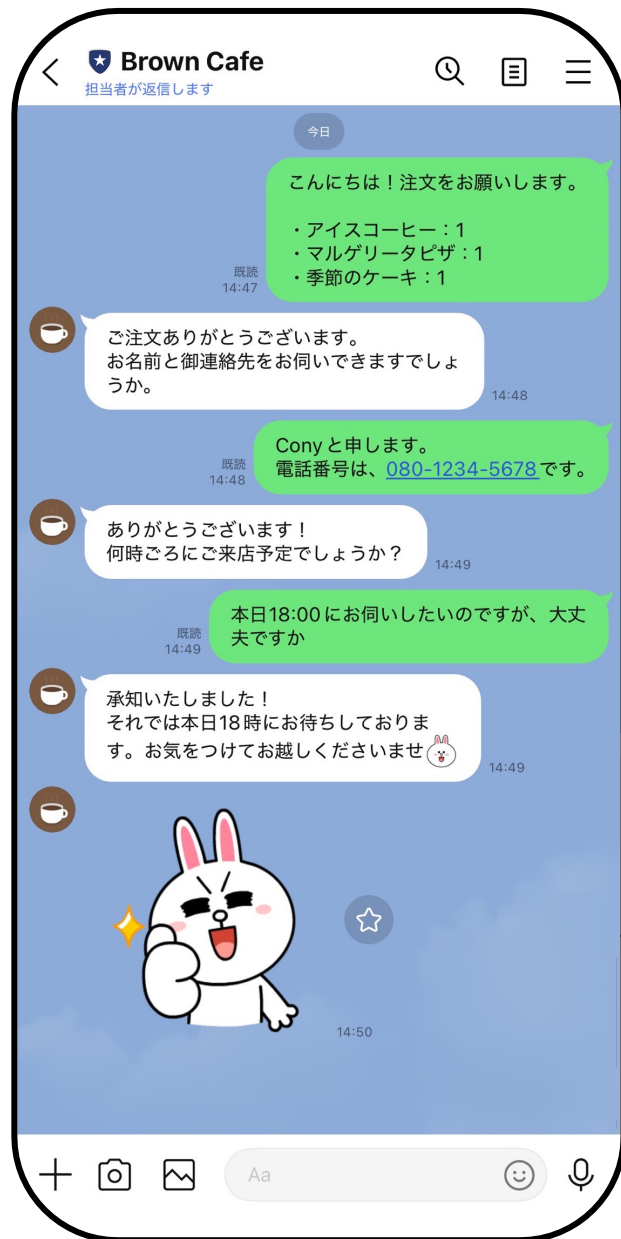 Brown Cafe
担当者が返信します
今日
こんにちは！注文をお願いします。
・アイスコーヒー：1
・マルゲリータピザ：1
・季節のケーキ：1
既読
14:47
ご注文ありがとうございます。
お名前と御連絡先をお伺いできますでしょ
うか。
14:48
Conyと申します。
電話番号は、080-1234-5678です。
既読
14:48
ありがとうございます！
何時ごろにご来店予定でしょうか？
14:49
本日18:00にお伺いしたいのですが、大丈
夫ですか
既読
14:49
承知いたしました！
それでは本日18時にお待ちしておりま
す。お気をつけてお越しくださいませ
14:49
14:50
Aa